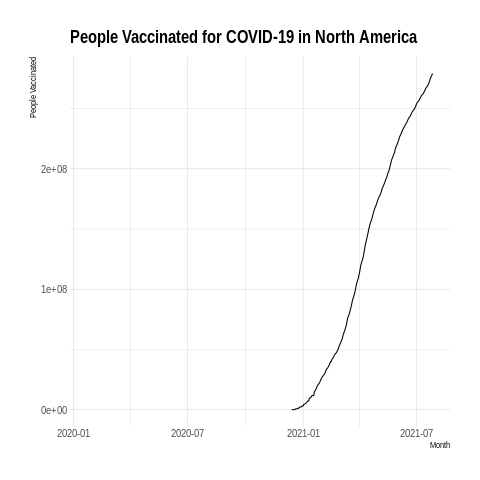 People Vaccinated for COVID-19 in North America
People Vaccinated
2e+08
1e+08
0e+00
2020-01
2020-07
2021-01
2021-07
Month